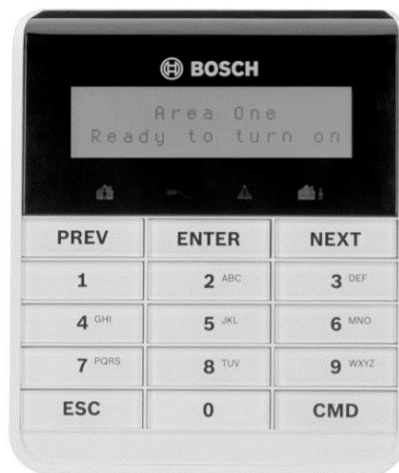 BOSCH
Area One
Ready to turn on
PREV ENTER NEXT
1 2 ABC 3 DEF
4 GHI 5 JKL 6 MNO
7 PQRS 8 TUV 9 WXYZ
ESC 0 CMD